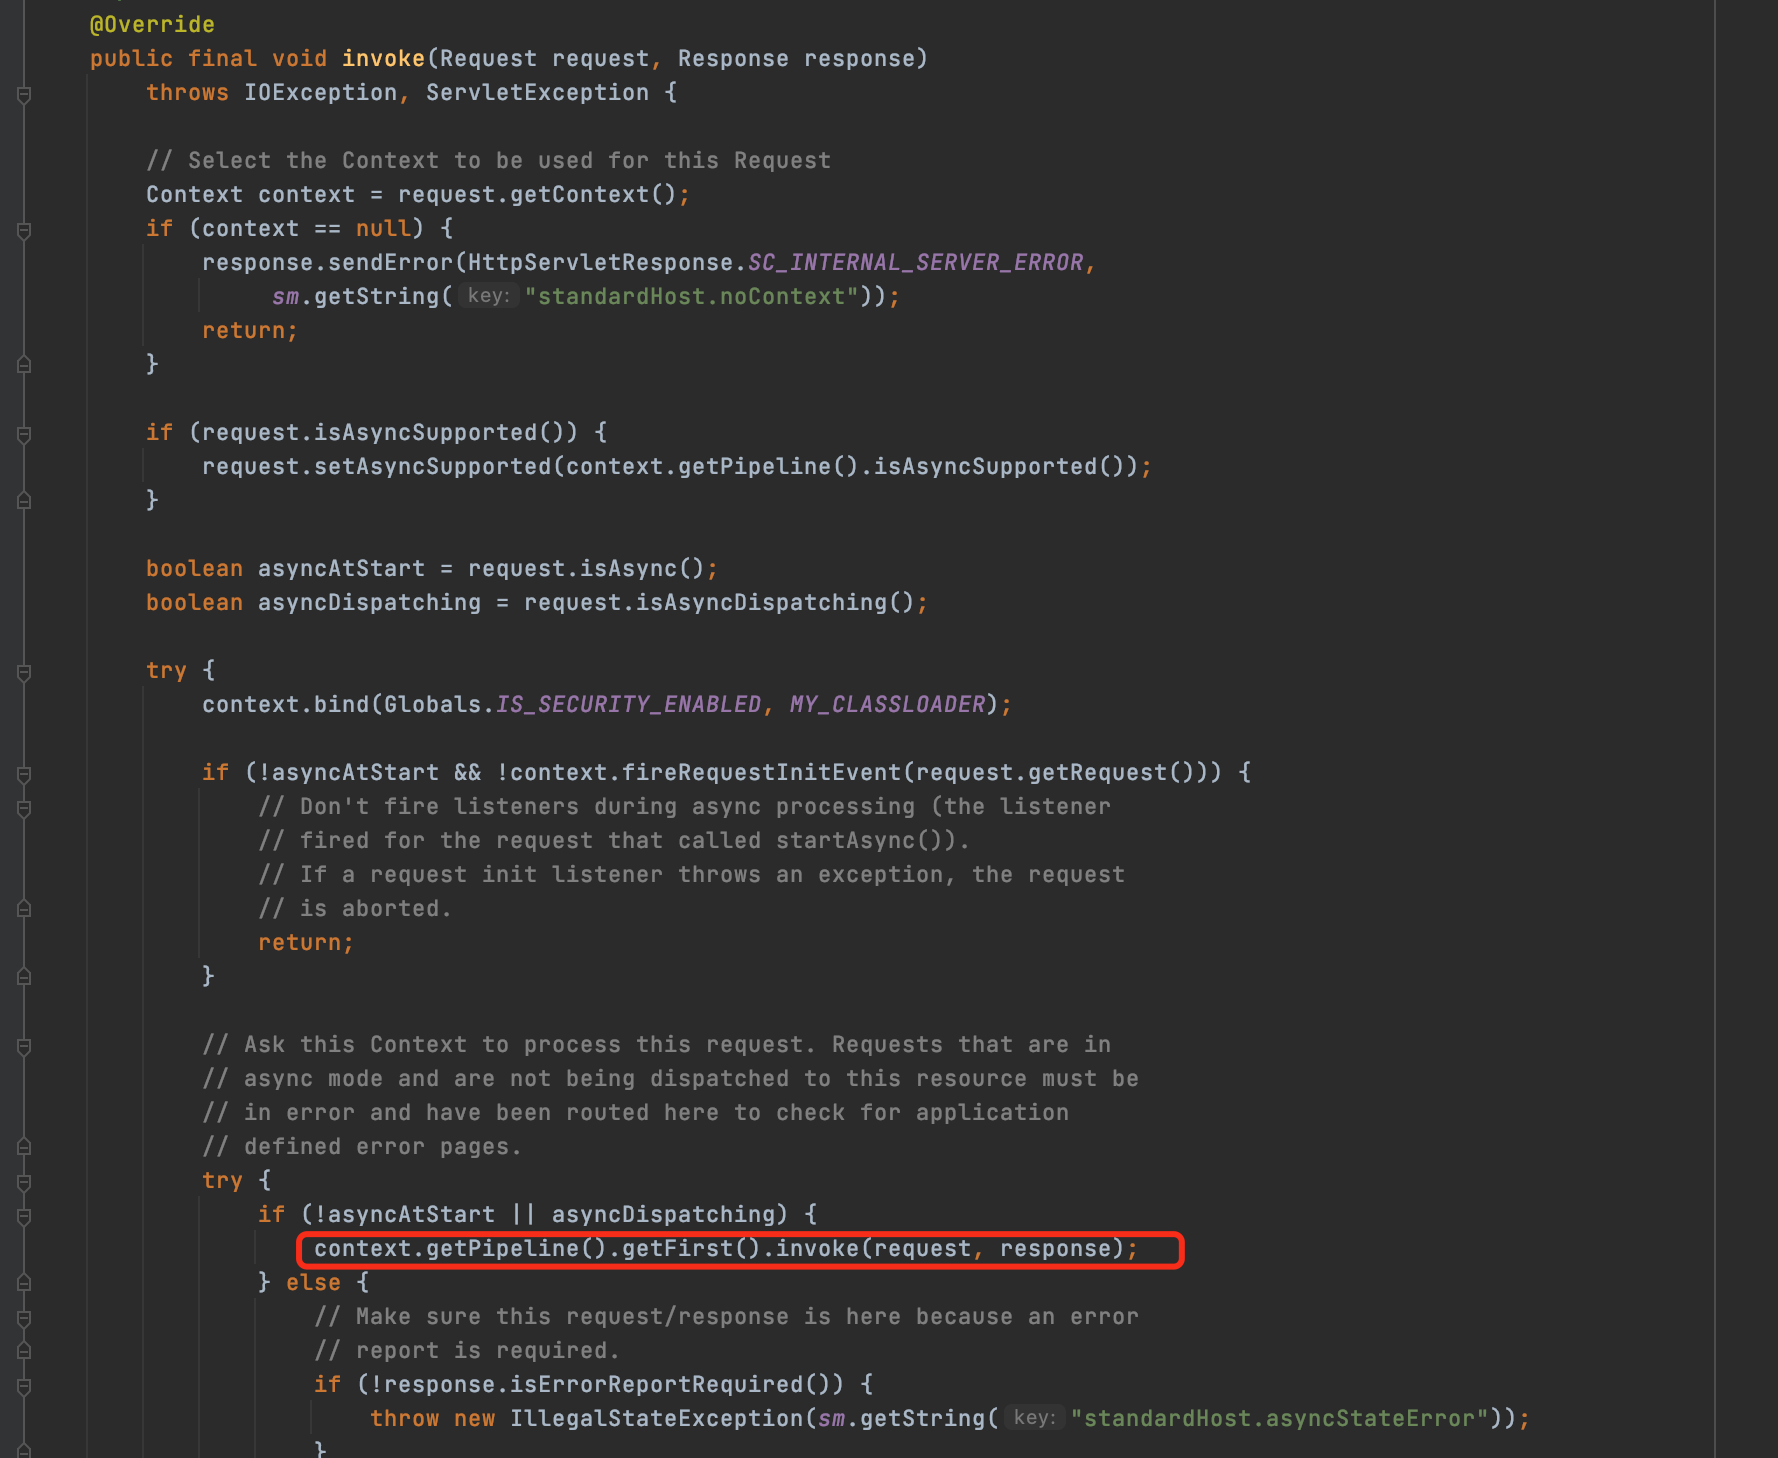 @Override
public final void invoke(Request request, Response response)
throws IOException, ServletException {
// Select the Context to be used for this Request
Context context = request.getContext();
if (context == null) {
response.sendError(HttpServletResponse.SC_INTERNAL_SERVER_ERROR,
sm.getString( key: "standardHost.noContext"));
return;
}
if (request.isAsyncSupported()) {
request.setAsyncSupported(context.getPipeline().isAsyncSupported());
}
boolean asyncAtStart = request.isAsync();
boolean asyncDispatching = request.isAsyncDispatching();
try {
context.bind(Globals.IS_SECURITY_ENABLED, MY_CLASSLOADER);
if (!asyncAtStart && !context.fireRequestInitEvent(request.getRequest())) {
// Don't fire listeners during async processing (the listener
// fired for the request that called startAsync()).
// If a request init listener throws an exception, the request
// is aborted.
return;
}
// Ask this Context to process this request. Requests that are in
// async mode and are not being dispatched to this resource must be
// in error and have been routed here to check for application
// defined error pages.
try {
if (!asyncAtStart || asyncDispatching) {
context.getPipeline().getFirst().invoke(request, response);
} else {
// Make sure this request/response is here because an error
// report is required.
if (!response.isErrorReportRequired()) {
throw new IllegalStateException(sm.getString( key: "standardHost.asyncStateError"));
}